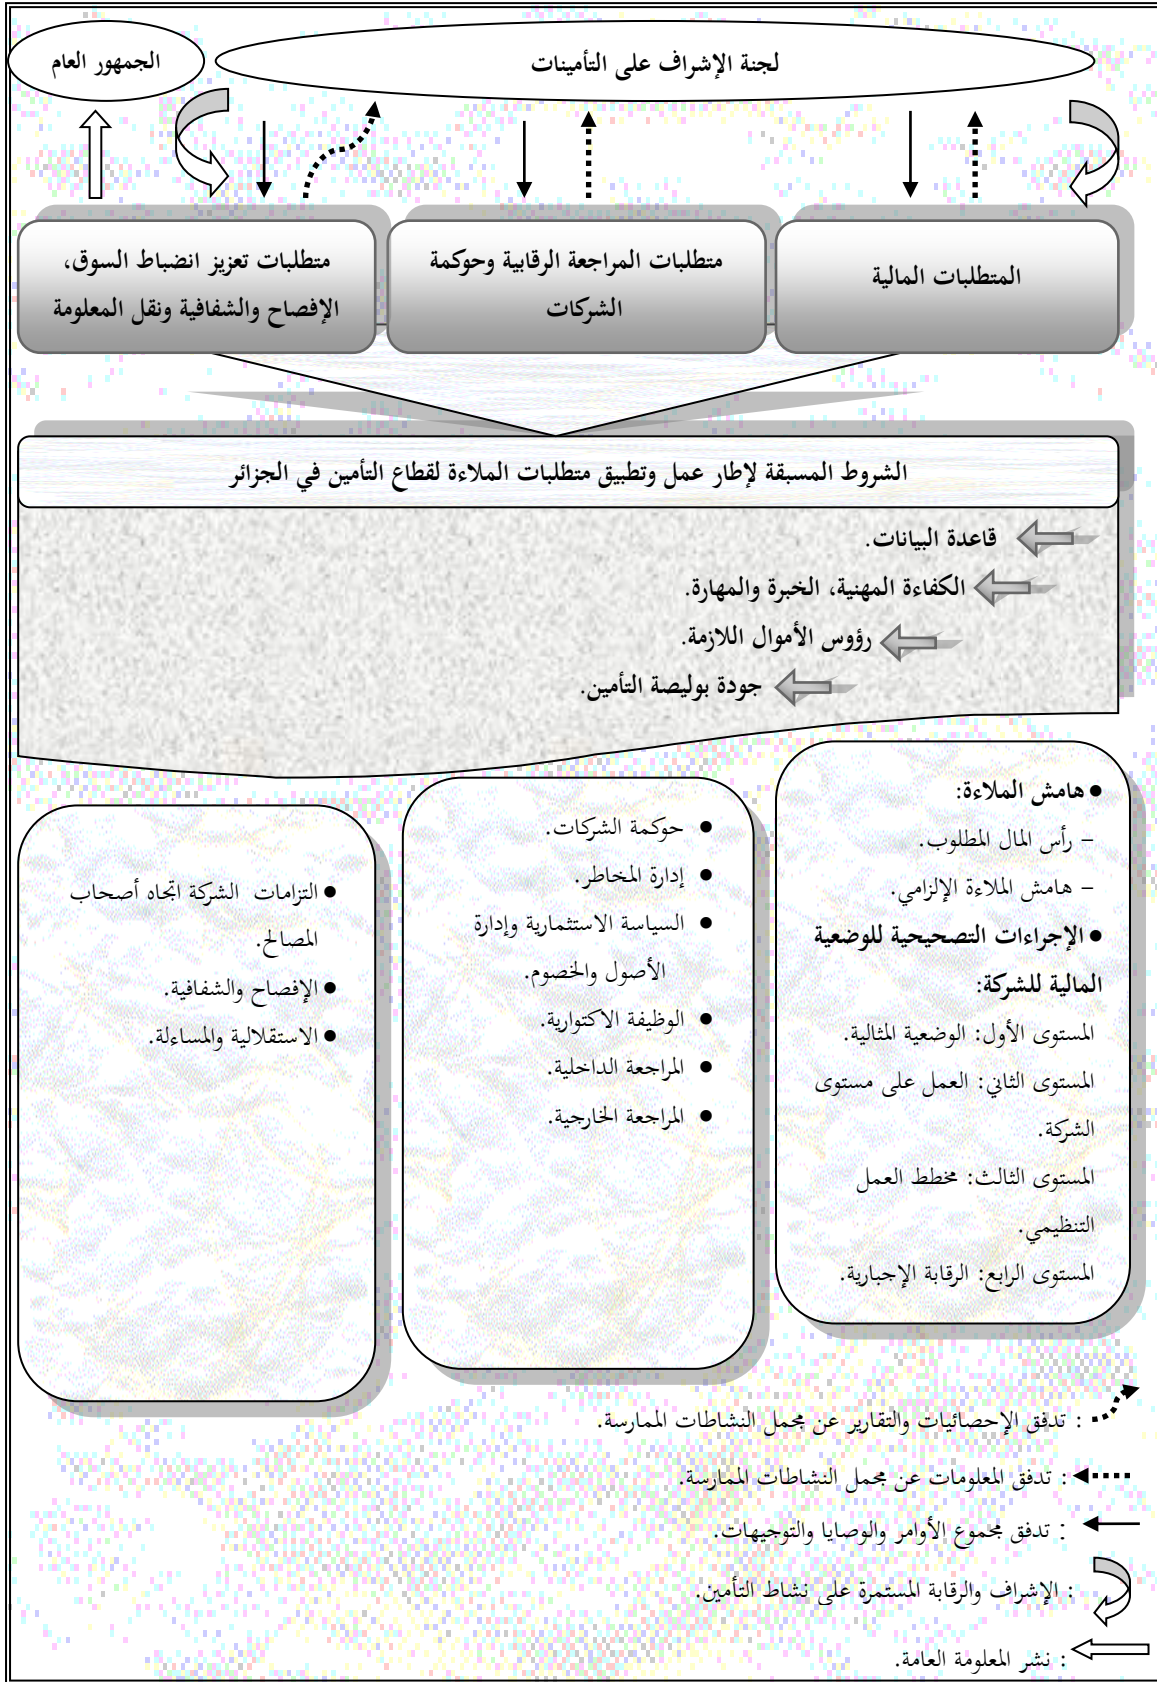 لجنة الإشراف على التأمينات
الجمهور العام
المتطلبات المالية
متطلبات المراجعة الرقابية وحوكمة
الشركات
متطلبات تعزيز انضباط السوق،
الإفصاح والشفافية ونقل المعلومة
الشروط المسبقة لإطار عمل وتطبيق متطلبات الملاءة لقطاع التأمين في الجزائر
قاعدة البيانات.
الكفاءة المهنية، الخبرة والمهارة.
رؤوس الأموال اللازمة.
جودة بوليصة التأمين.
● هامش الملاءة:
– رأس المال المطلوب.
– هامش الملاءة الإلزامي.
● الإجراءات التصحيحية للوضعية
المالية للشركة:
المستوى الأول: الوضعية المثالية.
المستوى الثاني: العمل على مستوى
الشركة.
المستوى الثالث: مخطط العمل
التنظيمي.
المستوى الرابع: الرقابة الإجبارية.
● حوكمة الشركات.
● إدارة المخاطر.
● السياسة الاستثمارية وإدارة
الأصول والخصوم.
● الوظيفة الاكتوارية.
● المراجعة الداخلية.
● المراجعة الخارجية.
● التزامات الشركة اتجاه أصحاب
المصالح.
● الإفصاح والشفافية.
● الاستقلالية والمساءلة.
: تدفق الإحصائيات والتقارير عن مجمل النشاطات الممارسة.
: تدفق المعلومات عن مجمل النشاطات الممارسة.
: تدفق مجموع الأوامر والوصايا والتوجيهات.
: الإشراف والرقابة المستمرة على نشاط التأمين.
: نشر المعلومة العامة.